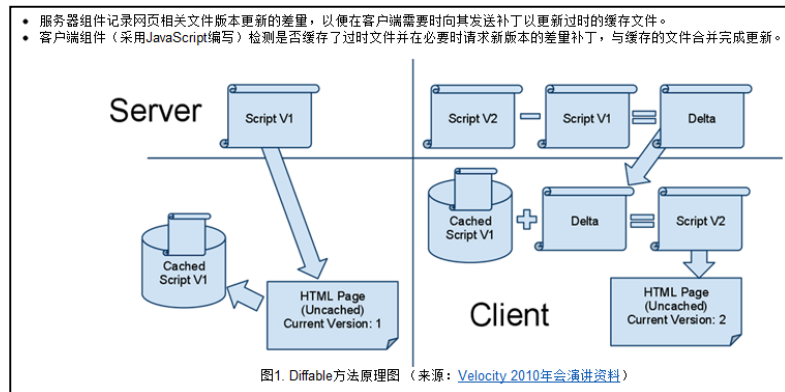 服务器组件记录网页相关文件版本更新的差量，以便在客户端需要时向其发送补丁以更新过时的缓存文件。
客户端组件（采用JavaScript编写）检测是否缓存了过时文件并在必要时请求新版本的差量补丁，与缓存的文件合并完成更新。
Server
Script V1
Script V2
Script V1
Delta
Cached
Script V1
HTML Page
(Uncached)
Current Version: 1
Cached
Script V1
Delta
Script V2
HTML Page
(Uncached)
Current Version: 2
Client
图1. Diffable方法原理图 （来源：Velocity 2010年会演讲资料）